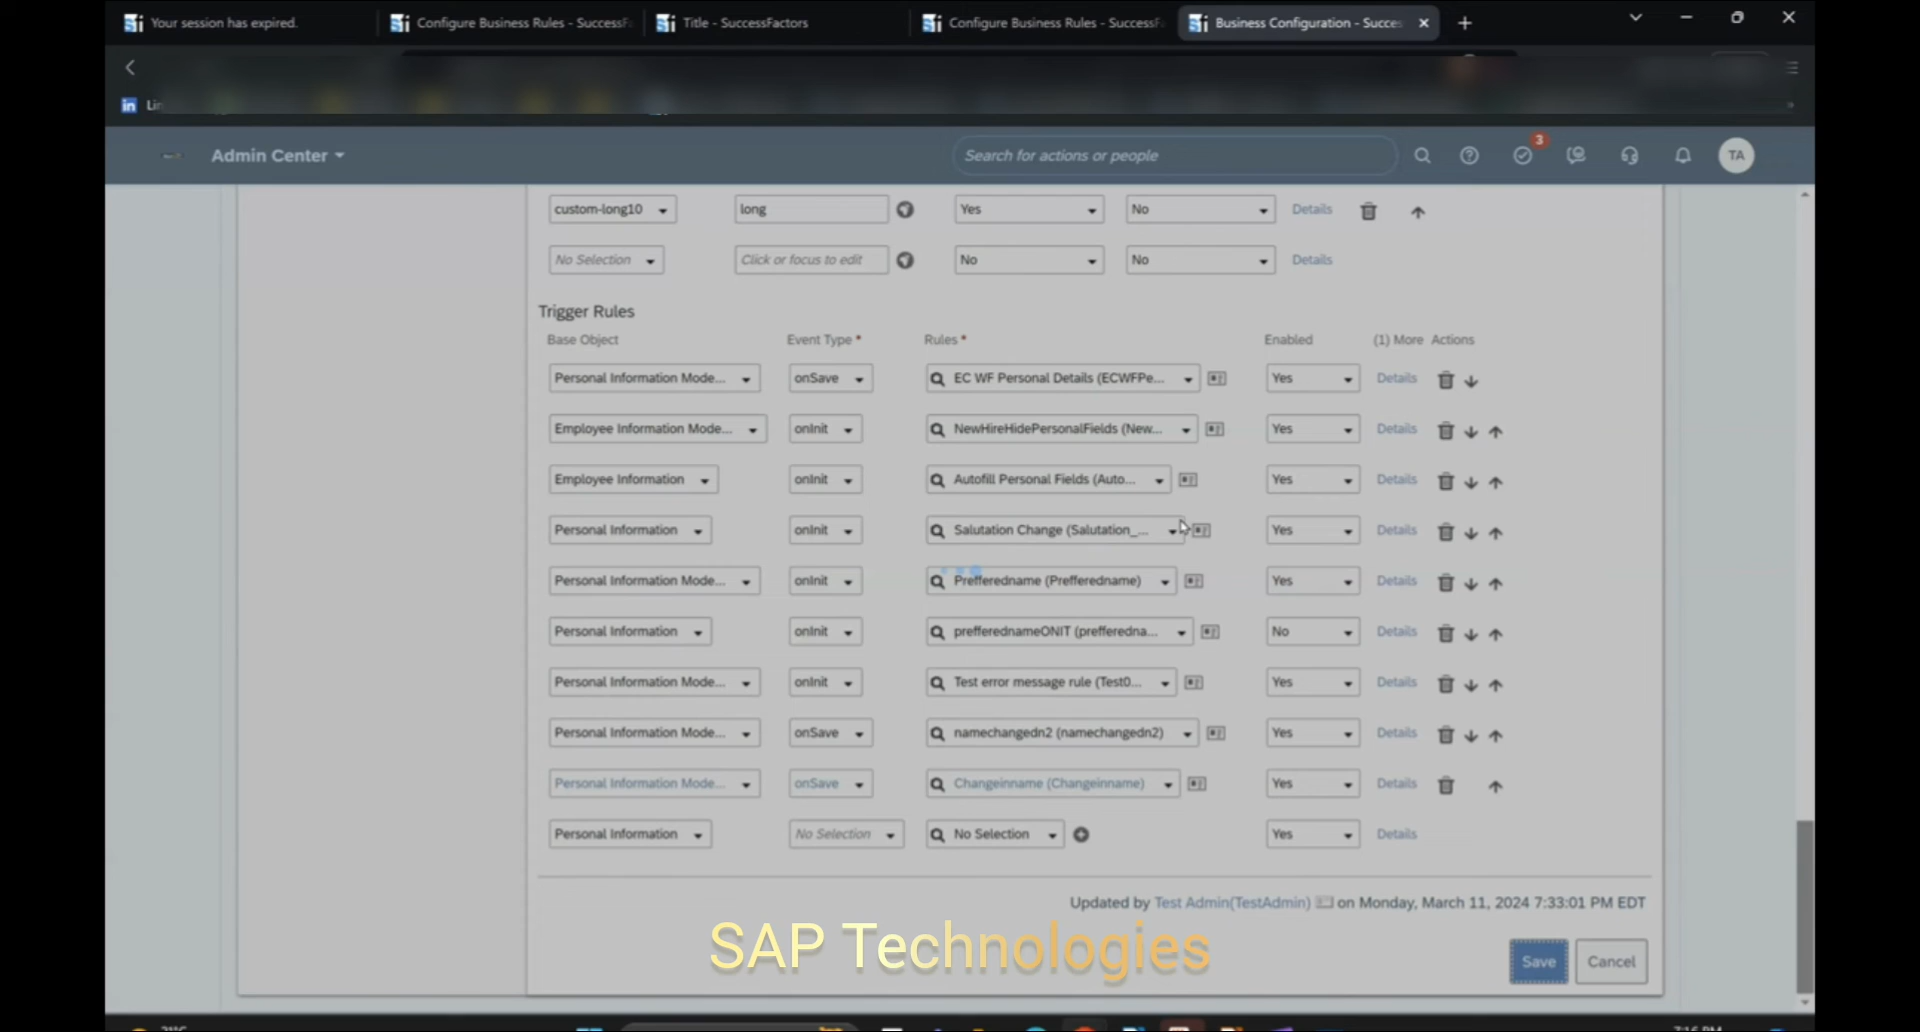 Your session has expired.
Configure Business Rules - SuccessFa
Title - SuccessFactors
Configure Business Rules - SuccessFa
Business Configuration - Succes
in
Admin Center
Search for actions or people
3
TA
custom-long10 long Yes No Details
No Selection Click or focus to edit No No Details
Trigger Rules
Base Object Event Type * Rules * Enabled (1) More Actions
Personal Information Mode... onSave EC WF Personal Details (ECWFPe... Yes Details
Employee Information Mode... onInit NewHireHidePersonalFields (New... Yes Details
Employee Information onInit Autofill Personal Fields (Auto... Yes Details
Personal Information onInit Salutation Change (Salutation_... Yes Details
Personal Information Mode... onInit Prefferedname (Prefferedname) Yes Details
Personal Information onInit prefferednameONIT (prefferedna... No Details
Personal Information Mode... onInit Test error message rule (Test0... Yes Details
Personal Information Mode... onSave namechangedn2 (namechangedn2) Yes Details
Personal Information Mode... onSave Changeinname (Changeinname) Yes Details
Personal Information No Selection No Selection Yes Details
Updated by Test Admin(TestAdmin) on Monday, March 11, 2024 7:33:01 PM EDT
SAP Technologies
Save Cancel